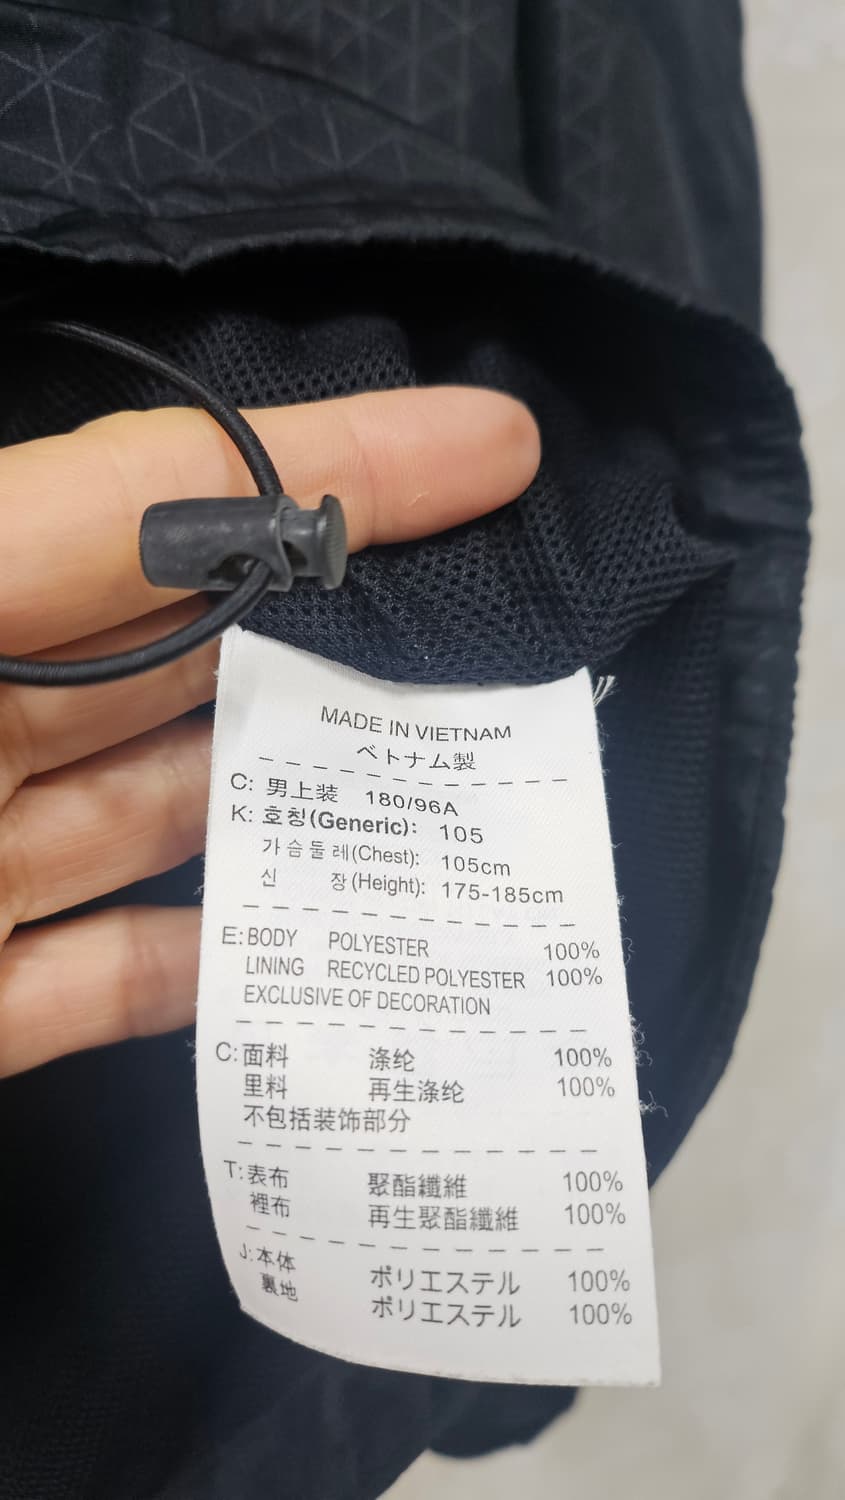 MADE IN VIETNAM
ベトナム製
C: 男上装 180/96A
K: 호칭(Generic): 105
가슴둘레(Chest): 105cm
신 장(Height): 175-185cm
E: BODY POLYESTER 100%
LINING RECYCLED POLYESTER 100%
EXCLUSIVE OF DECORATION
C: 面料 涤纶 100%
里料 再生涤纶 100%
不包括装饰部分
T: 表布 聚酯纖維 100%
裡布 再生聚酯纖維 100%
J: 本体 ポリエステル 100%
裏地 ポリエステル 100%